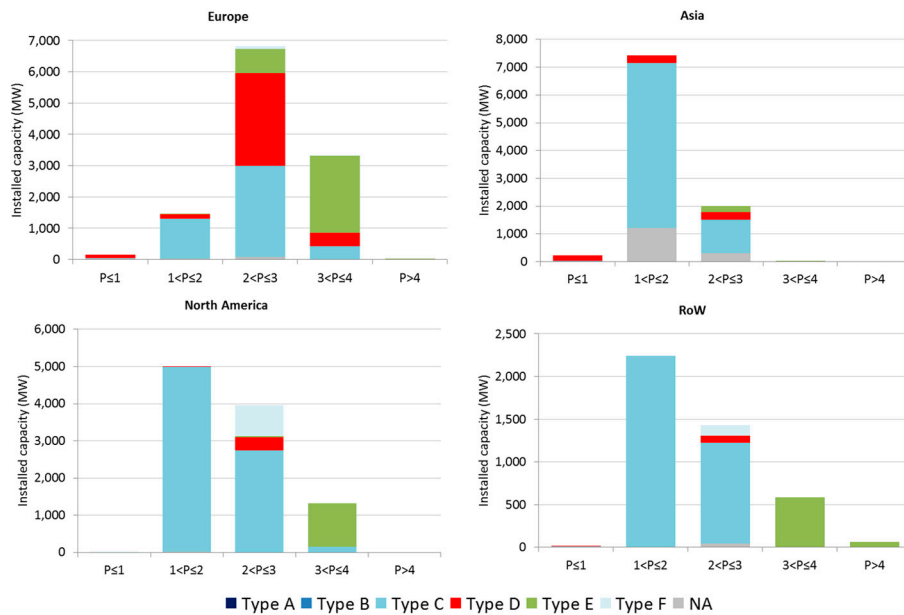 Europe
Installed capacity (MW)
7,000
6,000
5,000
4,000
3,000
2,000
1,000
0
P≤1 1<P≤2 2<P≤3 3<P≤4 P>4
Asia
Installed capacity (MW)
8,000
7,000
6,000
5,000
4,000
3,000
2,000
1,000
0
P≤1 1<P≤2 2<P≤3 3<P≤4 P>4
North America
Installed capacity (MW)
6,000
5,000
4,000
3,000
2,000
1,000
0
P≤1 1<P≤2 2<P≤3 3<P≤4 P>4
RoW
Installed capacity (MW)
2,500
2,000
1,500
1,000
500
0
P≤1 1<P≤2 2<P≤3 3<P≤4 P>4
Type A Type B Type C Type D Type E Type F NA